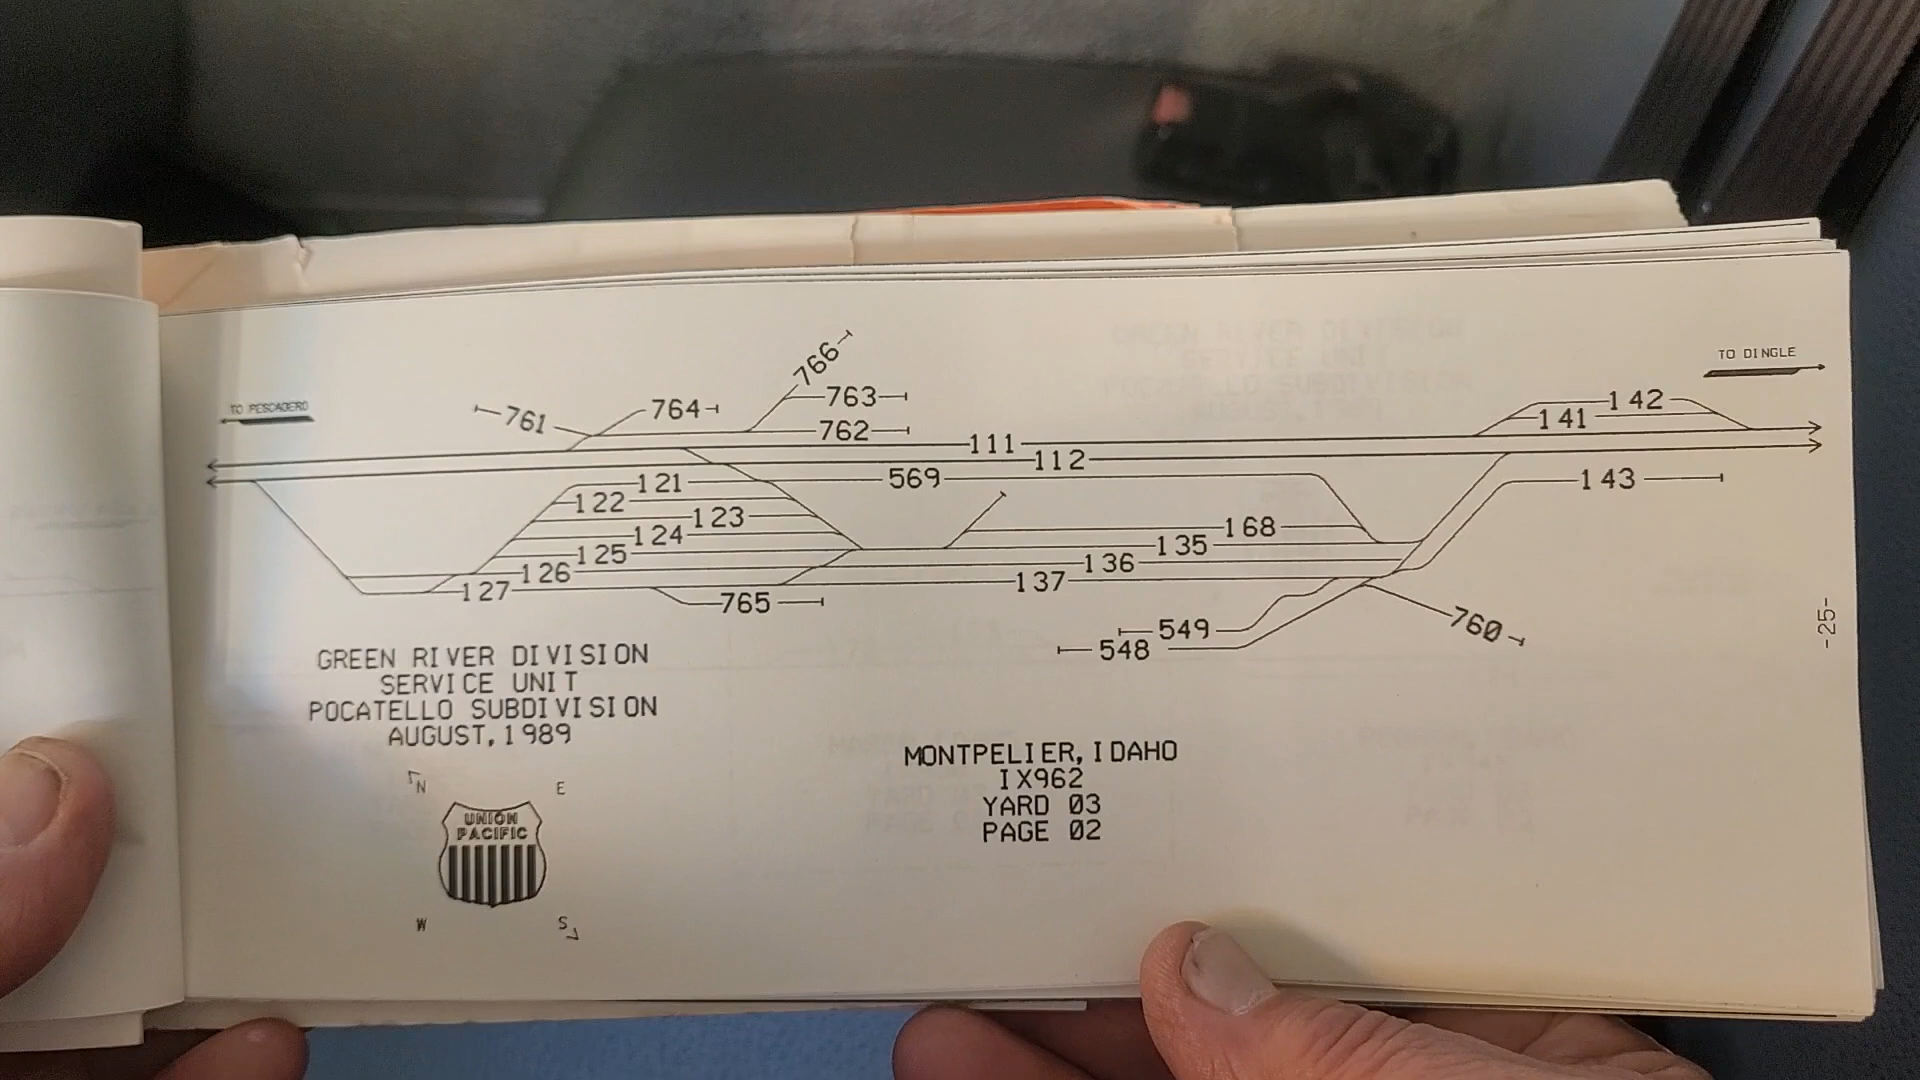 TO PESCADERO
TO DINGLE
766
763
764
761
762
142
141
111
112
569
143
121
122
123
124
125
126
127
168
135
136
137
765
549
548
760
-25-
GREEN RIVER DIVISION
SERVICE UNIT
POCATELLO SUBDIVISION
AUGUST, 1989
MONTPELIER, IDAHO
IX962
YARD 03
PAGE 02
N
E
UNION
PACIFIC
W
S